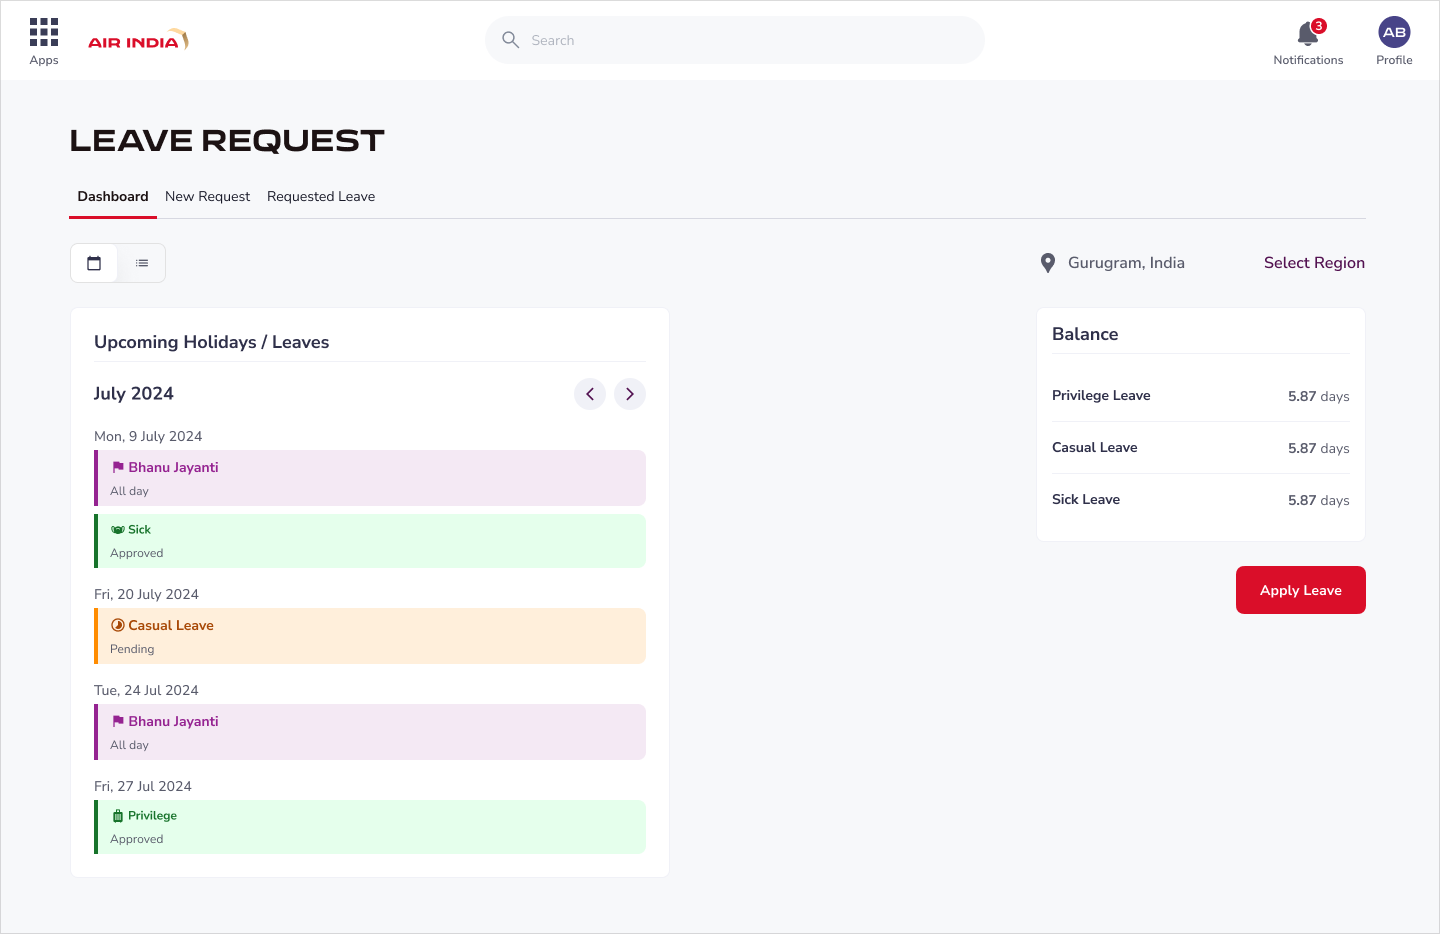 Apps
AIR INDIA
Search
3
Notifications
AB
Profile
LEAVE REQUEST
Dashboard
New Request
Requested Leave
Gurugram, India
Select Region
Upcoming Holidays / Leaves
July 2024
Mon, 9 July 2024
Bhanu Jayanti
All day
Sick
Approved
Fri, 20 July 2024
Casual Leave
Pending
Tue, 24 Jul 2024
Bhanu Jayanti
All day
Fri, 27 Jul 2024
Privilege
Approved
Balance
Privilege Leave 5.87 days
Casual Leave 5.87 days
Sick Leave 5.87 days
Apply Leave